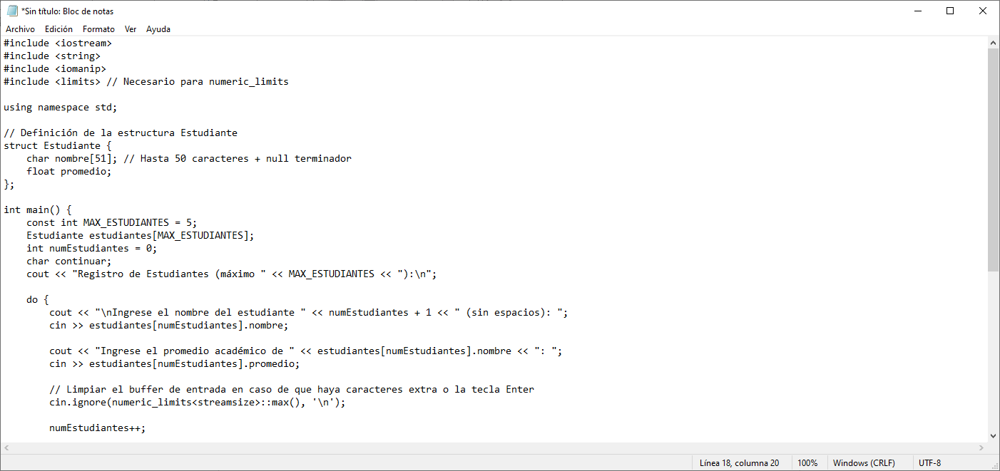 *Sin título: Bloc de notas
Archivo Edición Formato Ver Ayuda
#include <iostream>
#include <string>
#include <iomanip>
#include <limits> // Necesario para numeric_limits

using namespace std;

// Definición de la estructura Estudiante
struct Estudiante {
    char nombre[51]; // Hasta 50 caracteres + null terminador
    float promedio;
};

int main() {
    const int MAX_ESTUDIANTES = 5;
    Estudiante estudiantes[MAX_ESTUDIANTES];
    int numEstudiantes = 0;
    char continuar;
    cout << "Registro de Estudiantes (máximo " << MAX_ESTUDIANTES << "):\n";

    do {
        cout << "\nIngrese el nombre del estudiante " << numEstudiantes + 1 << " (sin espacios): ";
        cin >> estudiantes[numEstudiantes].nombre;

        cout << "Ingrese el promedio académico de " << estudiantes[numEstudiantes].nombre << ": ";
        cin >> estudiantes[numEstudiantes].promedio;

        // Limpiar el buffer de entrada en caso de que haya caracteres extra o la tecla Enter
        cin.ignore(numeric_limits<streamsize>::max(), '\n');

        numEstudiantes++;
Línea 18, columna 20 100% Windows (CRLF) UTF-8